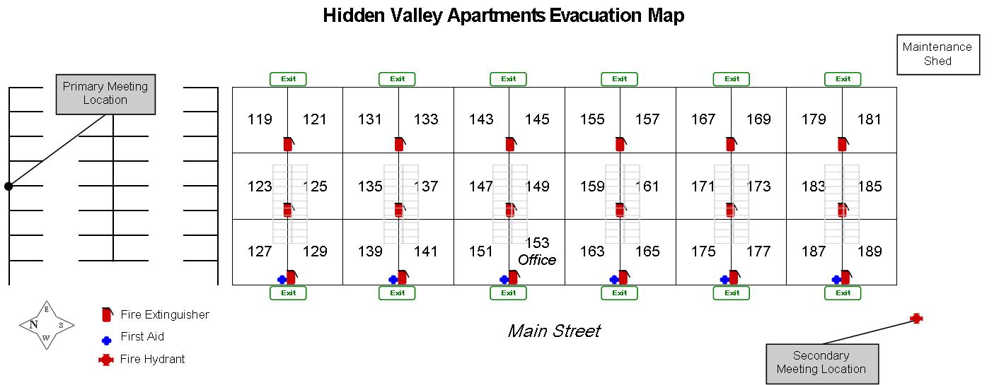 Hidden Valley Apartments Evacuation Map
Maintenance
Shed
Primary Meeting
Location
Exit Exit Exit Exit Exit Exit
119 121 131 133 143 145 155 157 167 169 179 181
123 125 135 137 147 149 159 161 171 173 183 185
127 129 139 141 151 153 163 165 175 177 187 189
Office
Exit Exit Exit Exit Exit Exit
E
N S
W
Fire Extinguisher
First Aid
Fire Hydrant
Main Street
Secondary
Meeting Location